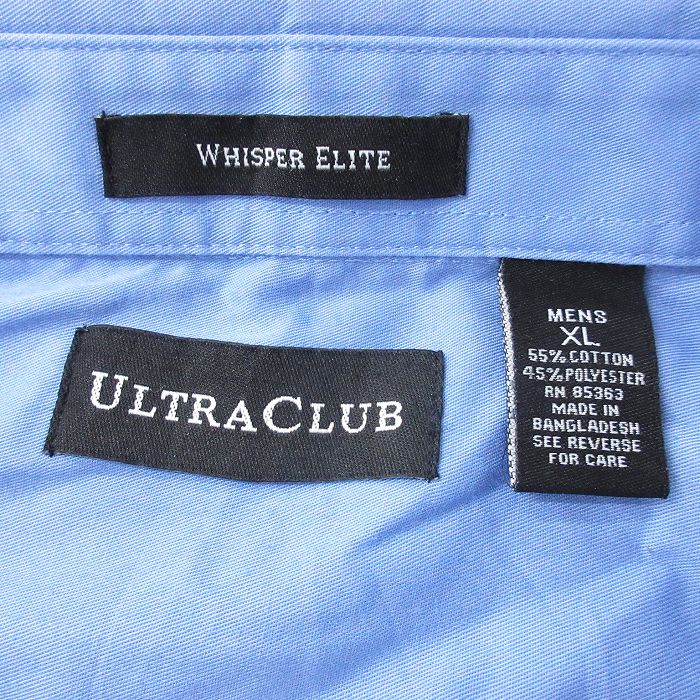 WHISPER ELITE
ULTRACLUB
MENS
XL
55% COTTON
45% POLYESTER
RN 85363
MADE IN
BANGLADESH
SEE REVERSE
FOR CARE